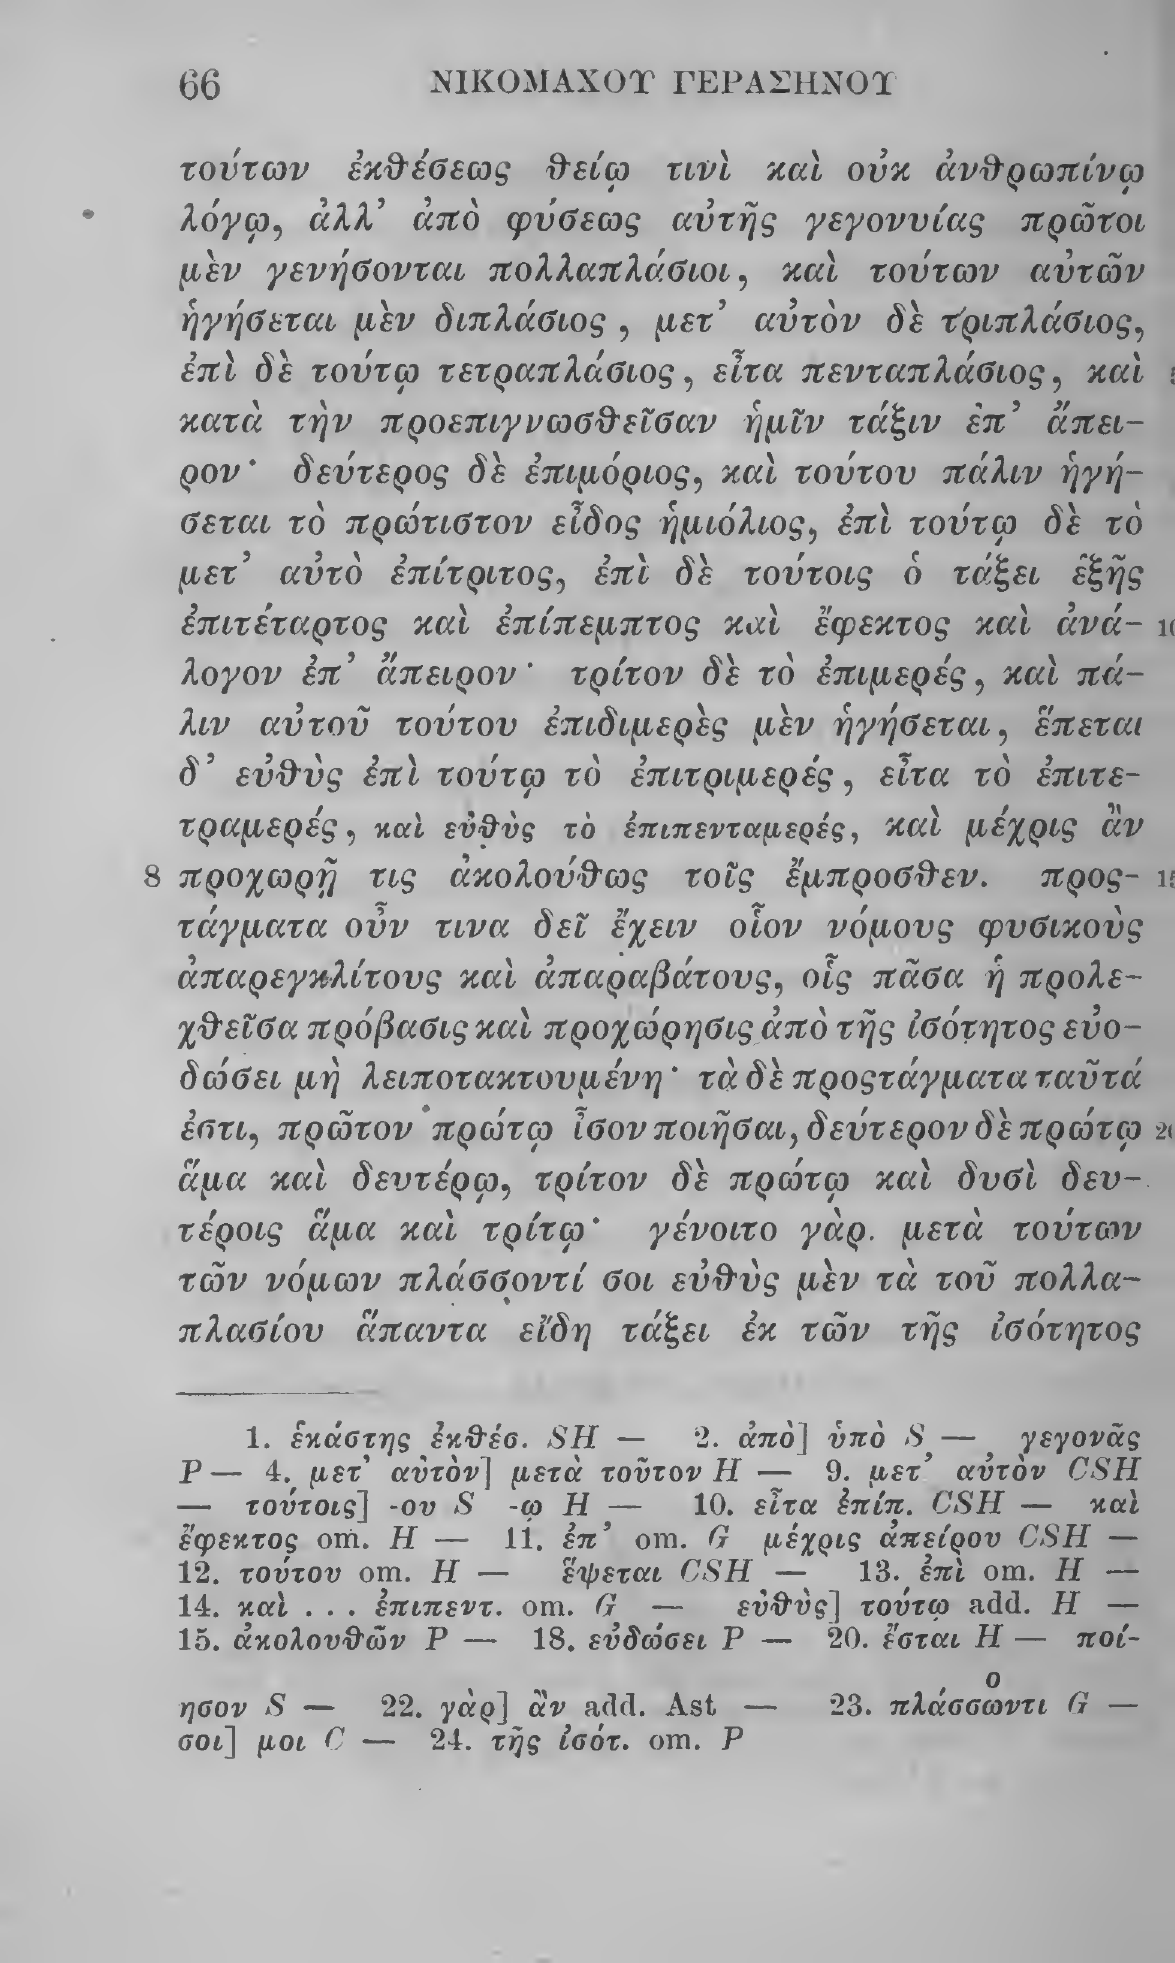 66 ΝΙΚΟΜΑΧΟΥ ΓΕΡΑΣΗΝΟΥ
τούτων ἐκθέσεως θείῳ τινὶ καὶ οὐκ ἀνθρωπίνῳ
λόγῳ, ἀλλ’ ἀπὸ φύσεως αὐτῆς γεγονυίας πρῶτοι
μὲν γενήσονται πολλαπλάσιοι, καὶ τούτων αὐτῶν
ἡγήσεται μὲν διπλάσιος, μετ’ αὐτὸν δὲ τριπλάσιος,
ἐπὶ δὲ τούτῳ τετραπλάσιος, εἶτα πενταπλάσιος, καὶ
κατὰ τὴν προεπιγνωσθεῖσαν ἡμῖν τάξιν ἐπ’ ἄπει-
ρον· δεύτερος δὲ ἐπιμόριος, καὶ τούτου πάλιν ἡγή-
σεται τὸ πρώτιστον εἶδος ἡμιόλιος, ἐπὶ τούτῳ δὲ τὸ
μετ’ αὐτὸ ἐπίτριτος, ἐπὶ δὲ τούτοις ὁ τάξει ἑξῆς
ἐπιτέταρτος καὶ ἐπίπεμπτος καὶ ἔφεκτος καὶ ἀνά- 10
λογον ἐπ’ ἄπειρον· τρίτον δὲ τὸ ἐπιμερές, καὶ πά-
λιν αὐτοῦ τούτου ἐπιδιμερὲς μὲν ἡγήσεται, ἕπεται
δ’ εὐθὺς ἐπὶ τούτῳ τὸ ἐπιτριμερές, εἶτα τὸ ἐπιτε-
τραμερές, καὶ εὐθὺς τὸ ἐπιπενταμερές, καὶ μέχρις ἂν
8 προχωρῇ τις ἀκολούθως τοῖς ἔμπροσθεν. προς- 15
τάγματα οὖν τινα δεῖ ἔχειν οἷον νόμους φυσικοὺς
ἀπαρεγκλίτους καὶ ἀπαραβάτους, οἷς πᾶσα ἡ προλε-
χθεῖσα πρόβασις καὶ προχώρησις ἀπὸ τῆς ἰσότητος εὐο-
δώσει μὴ λειποτακτουμένη· τὰ δὲ προςτάγματα ταῦτά
ἐστι, πρῶτον πρώτῳ ἶσον ποιῆσαι, δεύτερον δὲ πρώτῳ 20
ἅμα καὶ δευτέρῳ, τρίτον δὲ πρώτῳ καὶ δυσὶ δευ-
τέροις ἅμα καὶ τρίτῳ· γένοιτο γὰρ. μετὰ τούτων
τῶν νόμων πλάσσοντί σοι εὐθὺς μὲν τὰ τοῦ πολλα-
πλασίου ἅπαντα εἴδη τάξει ἐκ τῶν τῆς ἰσότητος
1. ἑκάστης ἐκθέσ. SH — 2. ἀπὸ] ὑπὸ S — γεγονᾶς
P — 4. μετ’ αὐτὸν] μετὰ τοῦτον H — 9. μετ’ αὐτὸν CSH
— τούτοις] -ου S -ῳ H — 10. εἶτα ἐπίπ. CSH — καὶ
ἔφεκτος om. H — 11. ἐπ’ om. G μέχρις ἀπείρου CSH —
12. τούτου om. H — ἕψεται CSH — 13. ἐπὶ om. H —
14. καὶ . . . ἐπιπεντ. om. G — εὐθὺς] τούτῳ add. H —
15. ἀκολουθῶν P — 18. εὐδώσει P — 20. ἔσται H — ποί-
ησον S — 22. γὰρ] ἂν add. Ast — 23. πλάσσωντι G —
σοι] μοι C — 24. τῆς ἰσότ. om. P